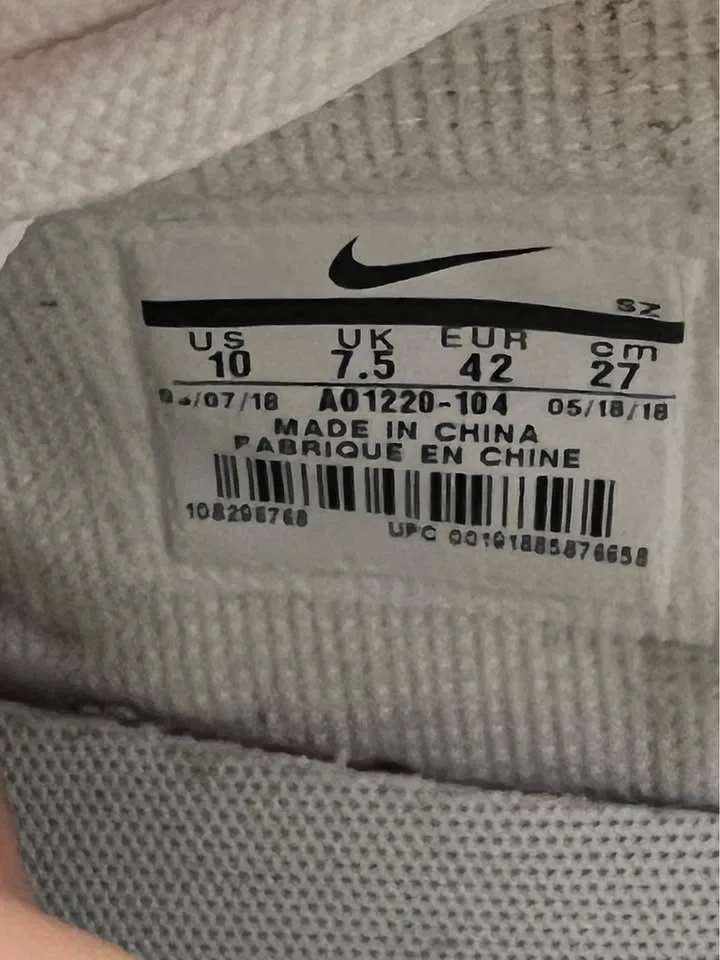 SZ
US UK EUR cm
10 7.5 42 27
A01220-104 05/18/18
MADE IN CHINA
FABRIQUE EN CHINE
UPC